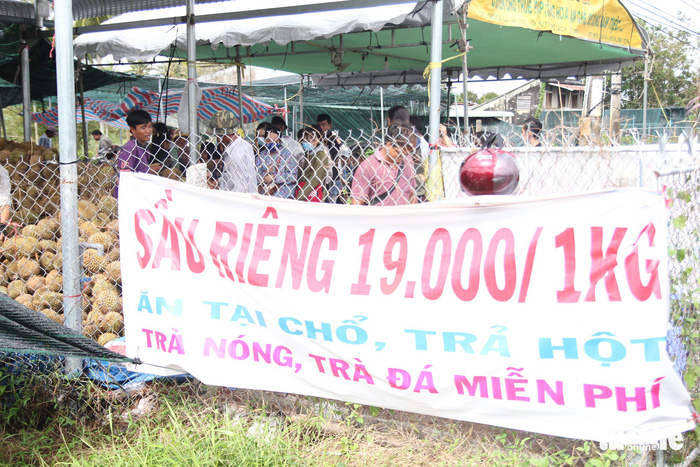 SẦU RIÊNG 19.000/1KG
ĂN TẠI CHỔ, TRẢ HỘT
TRÀ NÓNG, TRÀ ĐÁ MIỄN PHÍ